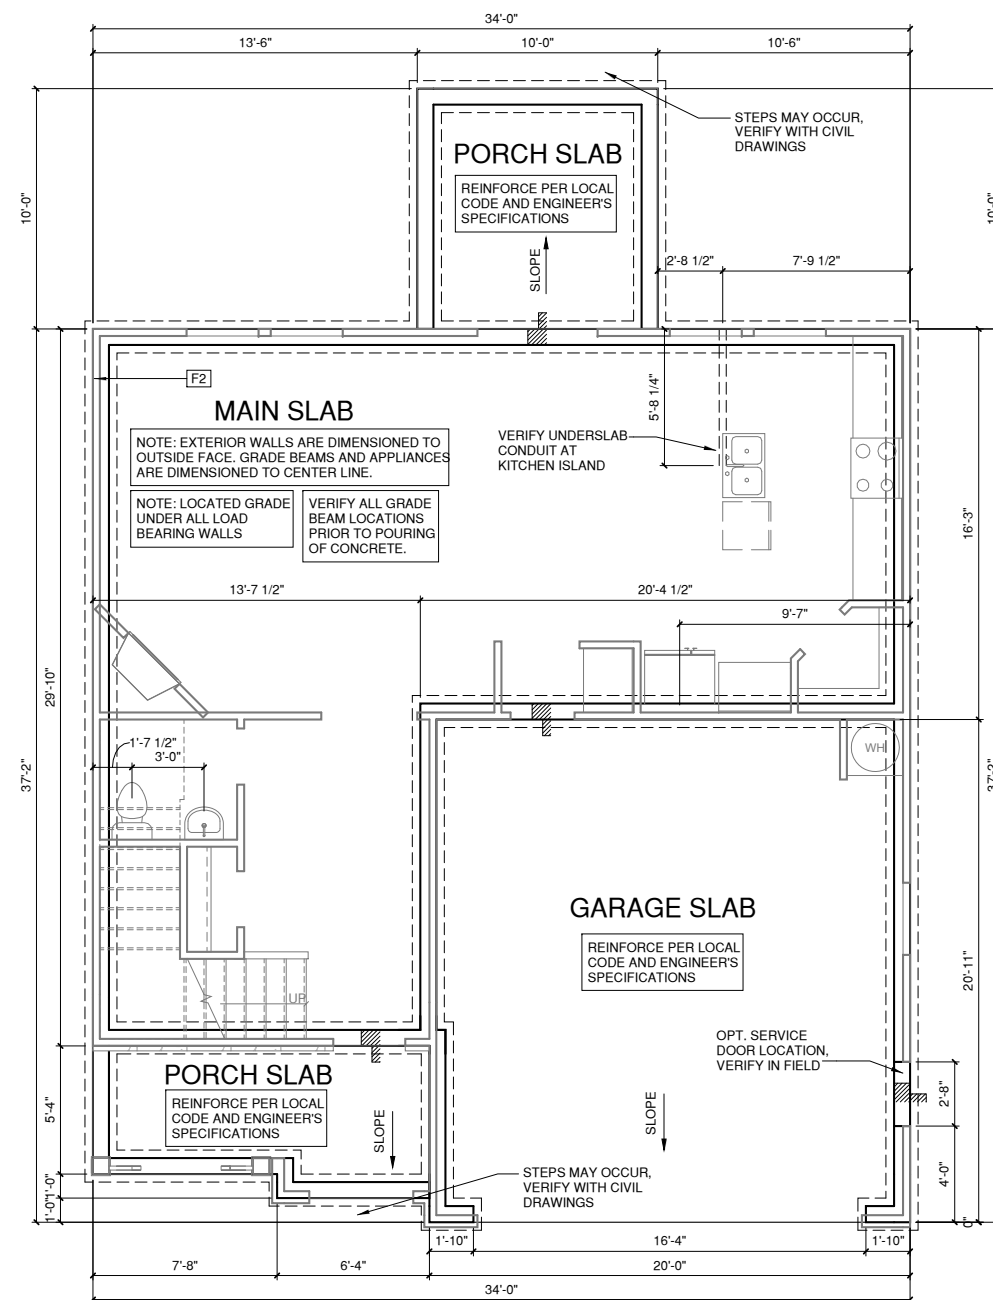 34'-0"
13'-6"
10'-0"
10'-6"
STEPS MAY OCCUR,
VERIFY WITH CIVIL
DRAWINGS
PORCH SLAB
REINFORCE PER LOCAL
CODE AND ENGINEER'S
SPECIFICATIONS
10'-0"
10'-0"
SLOPE
2'-8 1/2"
7'-9 1/2"
F2
5'-8 1/4"
MAIN SLAB
NOTE: EXTERIOR WALLS ARE DIMENSIONED TO
OUTSIDE FACE. GRADE BEAMS AND APPLIANCES
ARE DIMENSIONED TO CENTER LINE.
VERIFY UNDERSLAB
CONDUIT AT
KITCHEN ISLAND
NOTE: LOCATED GRADE
UNDER ALL LOAD
BEARING WALLS
VERIFY ALL GRADE
BEAM LOCATIONS
PRIOR TO POURING
OF CONCRETE.
16'-3"
13'-7 1/2"
20'-4 1/2"
9'-7"
29'-10"
37'-2"
37'-2"
1'-7 1/2"
3'-0"
WH
GARAGE SLAB
REINFORCE PER LOCAL
CODE AND ENGINEER'S
SPECIFICATIONS
20'-11"
UP
OPT. SERVICE
DOOR LOCATION,
VERIFY IN FIELD
PORCH SLAB
REINFORCE PER LOCAL
CODE AND ENGINEER'S
SPECIFICATIONS
SLOPE
SLOPE
5'-4"
2'-8"
STEPS MAY OCCUR,
VERIFY WITH CIVIL
DRAWINGS
1'-0"
1'-0"
4'-0"
0"
1'-10"
16'-4"
1'-10"
7'-8"
6'-4"
20'-0"
34'-0"